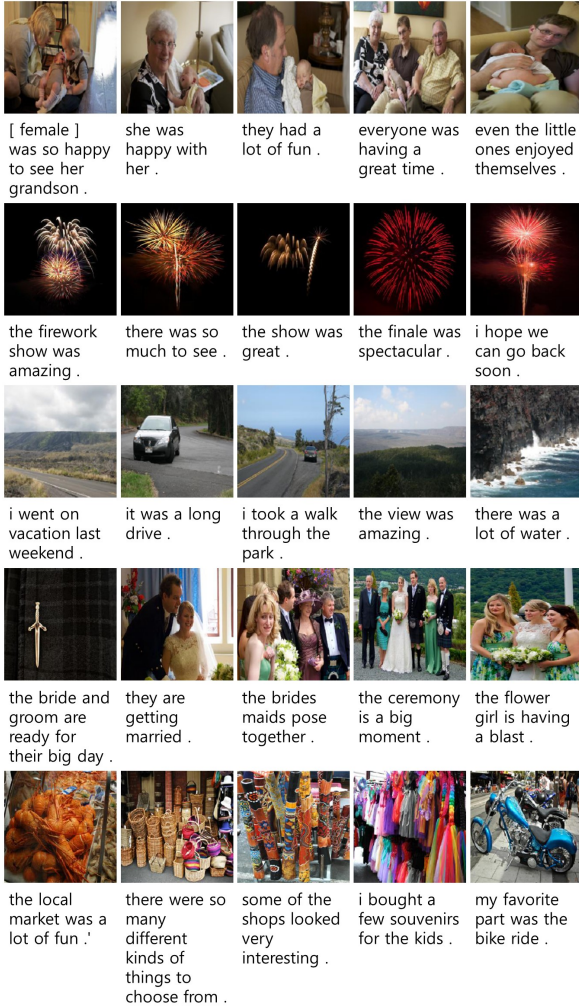 [ female ]
was so happy
to see her
grandson .
she was
happy with
her .
they had a
lot of fun .
everyone was
having a
great time .
even the little
ones enjoyed
themselves .
the firework
show was
amazing .
there was so
much to see .
the show was
great .
the finale was
spectacular .
i hope we
can go back
soon .
i went on
vacation last
weekend .
it was a long
drive .
i took a walk
through the
park .
the view was
amazing .
there was a
lot of water .
the bride and
groom are
ready for
their big day .
they are
getting
married .
the brides
maids pose
together .
the ceremony
is a big
moment .
the flower
girl is having
a blast .
the local
market was a
lot of fun .'
there were so
many
different
kinds of
things to
choose from .
some of the
shops looked
very
interesting .
i bought a
few souvenirs
for the kids .
my favorite
part was the
bike ride .